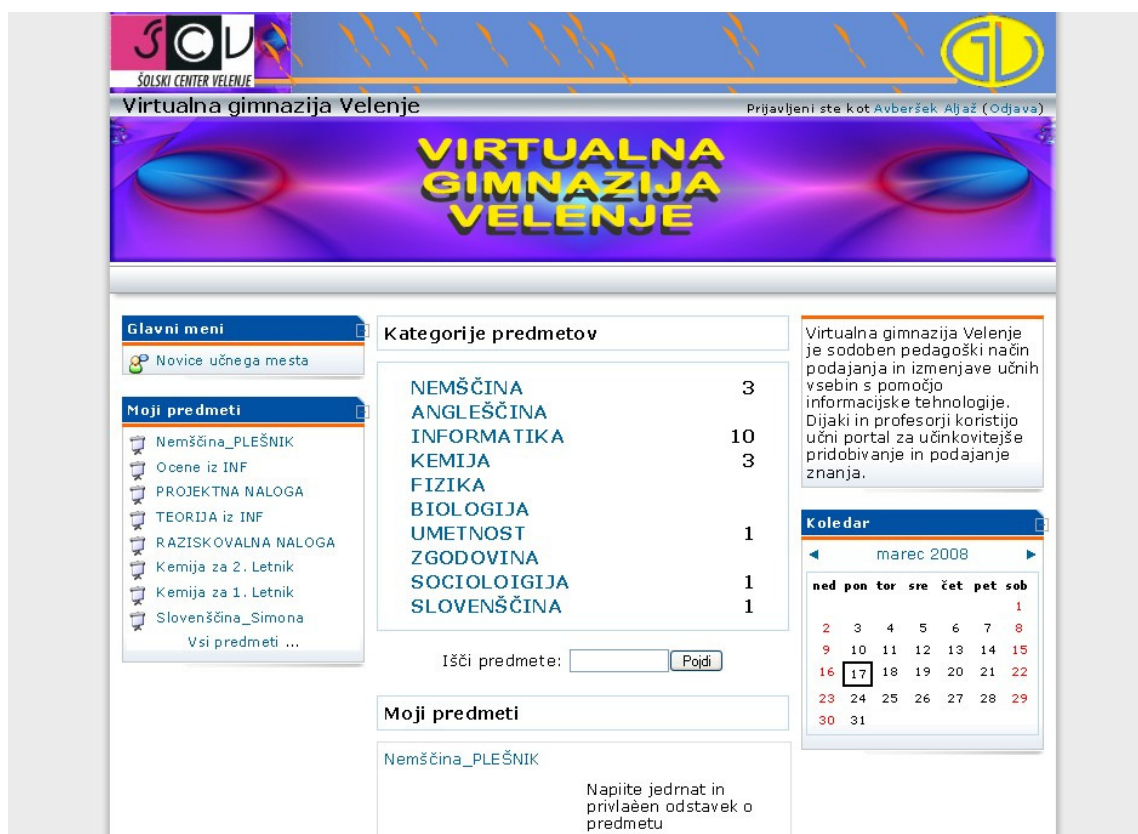 ŠCV
ŠOLSKI CENTER VELENJE
GV
Virtualna gimnazija Velenje
Prijavljeni ste kot Avberšek Aljaž (Odjava)
VIRTUALNA
GIMNAZIJA
VELENJE
Glavni meni
Novice učnega mesta
Moji predmeti
Nemščina_PLEŠNIK
Ocene iz INF
PROJEKTNA NALOGA
TEORIJA iz INF
RAZISKOVALNA NALOGA
Kemija za 2. Letnik
Kemija za 1. Letnik
Slovenščina_Simona
Vsi predmeti ...
Kategorije predmetov
NEMŠČINA 3
ANGLEŠČINA
INFORMATIKA 10
KEMIJA 3
FIZIKA
BIOLOGIJA
UMETNOST 1
ZGODOVINA
SOCIOLOIGIJA 1
SLOVENŠČINA 1
Išči predmete: Pojdi
Moji predmeti
Nemščina_PLEŠNIK
Napiite jedrnat in
privlaèen odstavek o
predmetu
Virtualna gimnazija Velenje
je sodoben pedagoški način
podajanja in izmenjave učnih
vsebin s pomočjo
informacijske tehnologije.
Dijaki in profesorji koristijo
učni portal za učinkovitejše
pridobivanje in podajanje
znanja.
Koledar
◄ marec 2008 ►
ned pon tor sre čet pet sob
1
2 3 4 5 6 7 8
9 10 11 12 13 14 15
16 17 18 19 20 21 22
23 24 25 26 27 28 29
30 31